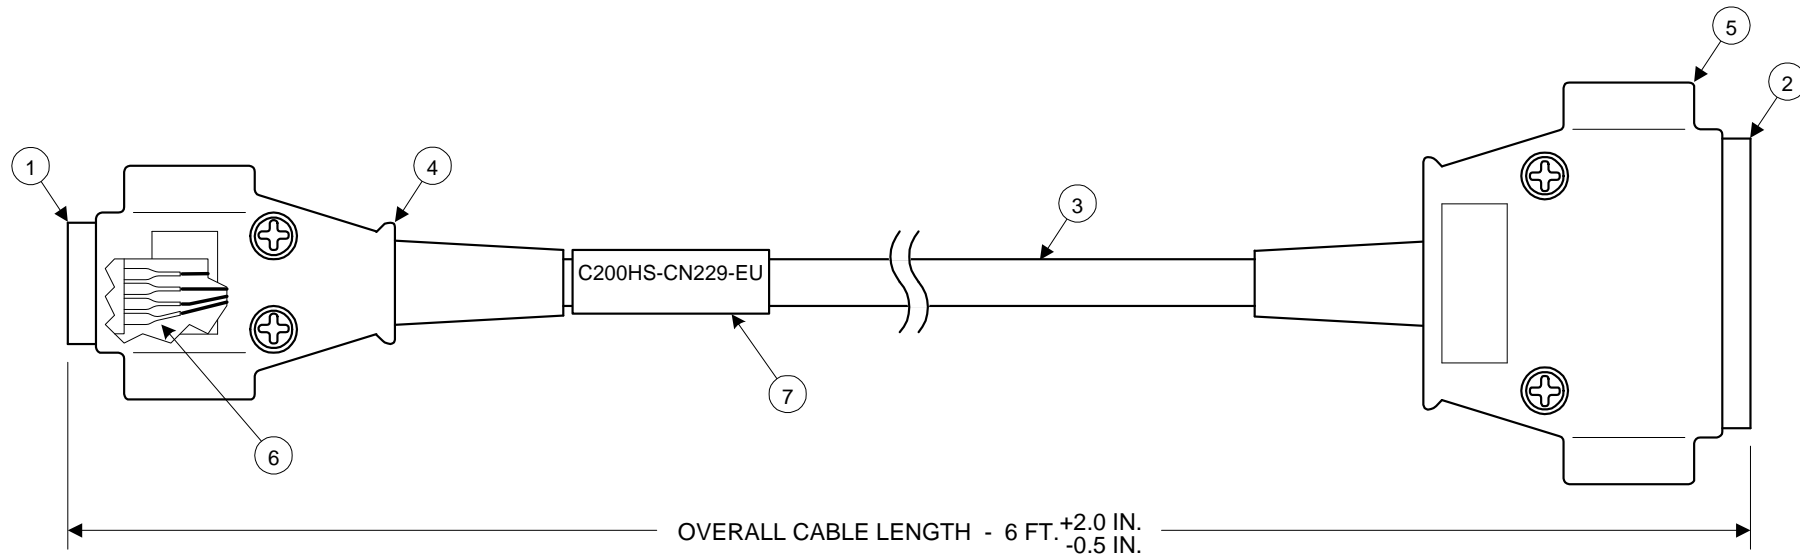 5
2
1
4
3
C200HS-CN229-EU
7
6
OVERALL CABLE LENGTH - 6 FT. +2.0 IN.
-0.5 IN.